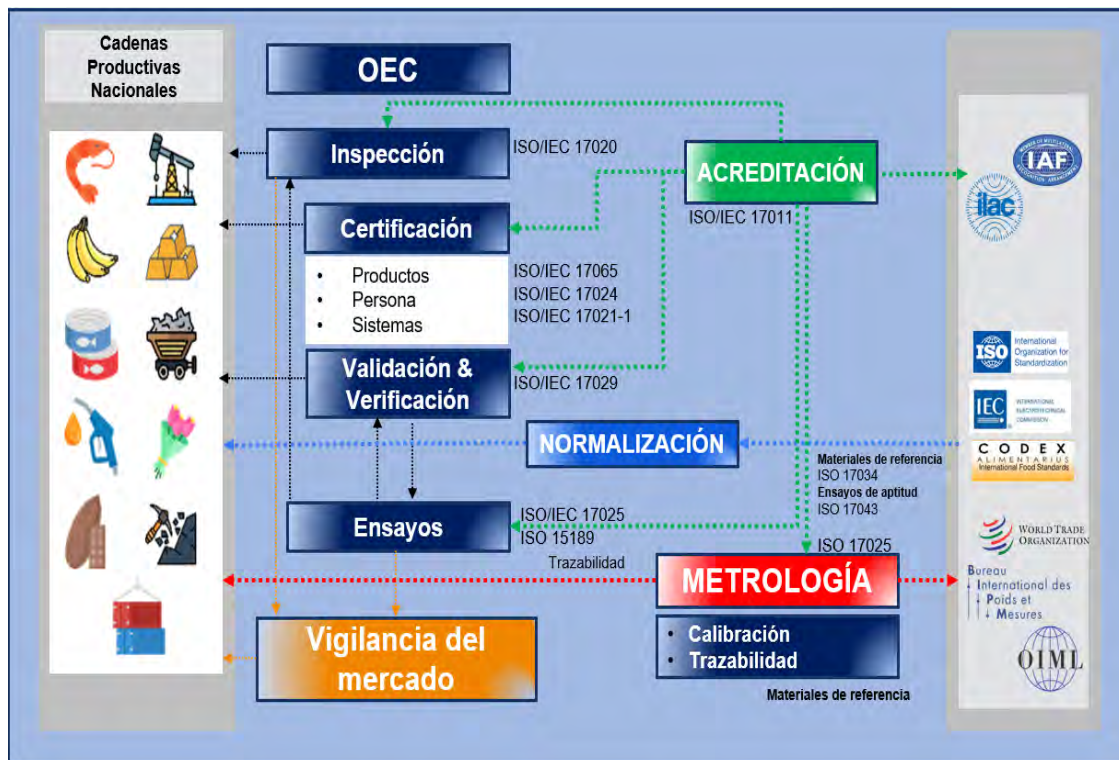 Cadenas
Productivas
Nacionales
OEC
Inspección
ISO/IEC 17020
ACREDITACIÓN
ISO/IEC 17011
Certificación
• Productos
• Persona
• Sistemas
ISO/IEC 17065
ISO/IEC 17024
ISO/IEC 17021-1
Validación &
Verificación
ISO/IEC 17029
NORMALIZACIÓN
Materiales de referencia
ISO 17034
Ensayos de aptitud
ISO 17043
Ensayos
ISO/IEC 17025
ISO 15189
Trazabilidad
ISO 17025
METROLOGÍA
• Calibración
• Trazabilidad
Materiales de referencia
Vigilancia del
mercado
IAF
ilac
ISO
International
Organization for
Standardization
IEC
INTERNATIONAL
ELECTROTECHNICAL
COMMISSION
CODEX
ALIMENTARIUS
International Food Standards
WORLD TRADE
ORGANIZATION
Bureau
International des
Poids et
Mesures
OIML